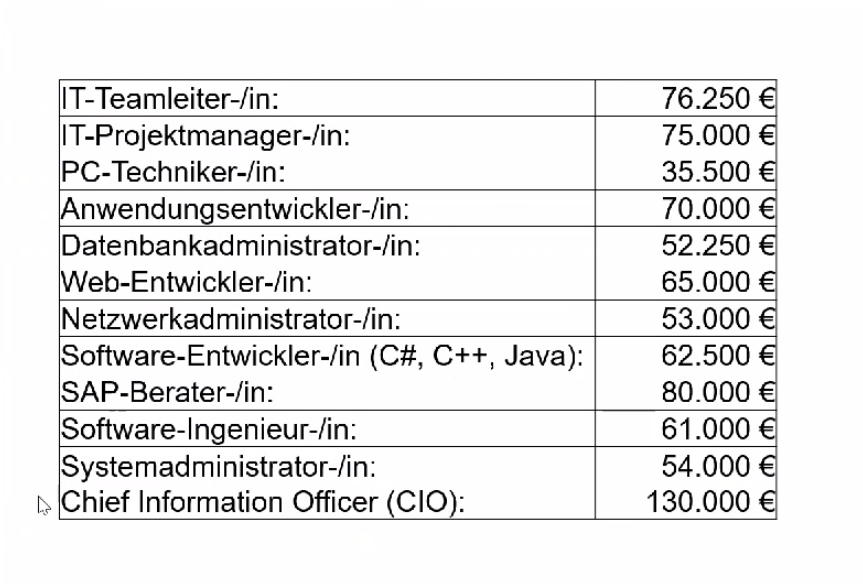 IT-Teamleiter-/in: 76.250 €
IT-Projektmanager-/in: 75.000 €
PC-Techniker-/in: 35.500 €
Anwendungsentwickler-/in: 70.000 €
Datenbankadministrator-/in: 52.250 €
Web-Entwickler-/in: 65.000 €
Netzwerkadministrator-/in: 53.000 €
Software-Entwickler-/in (C#, C++, Java): 62.500 €
SAP-Berater-/in: 80.000 €
Software-Ingenieur-/in: 61.000 €
Systemadministrator-/in: 54.000 €
Chief Information Officer (CIO): 130.000 €